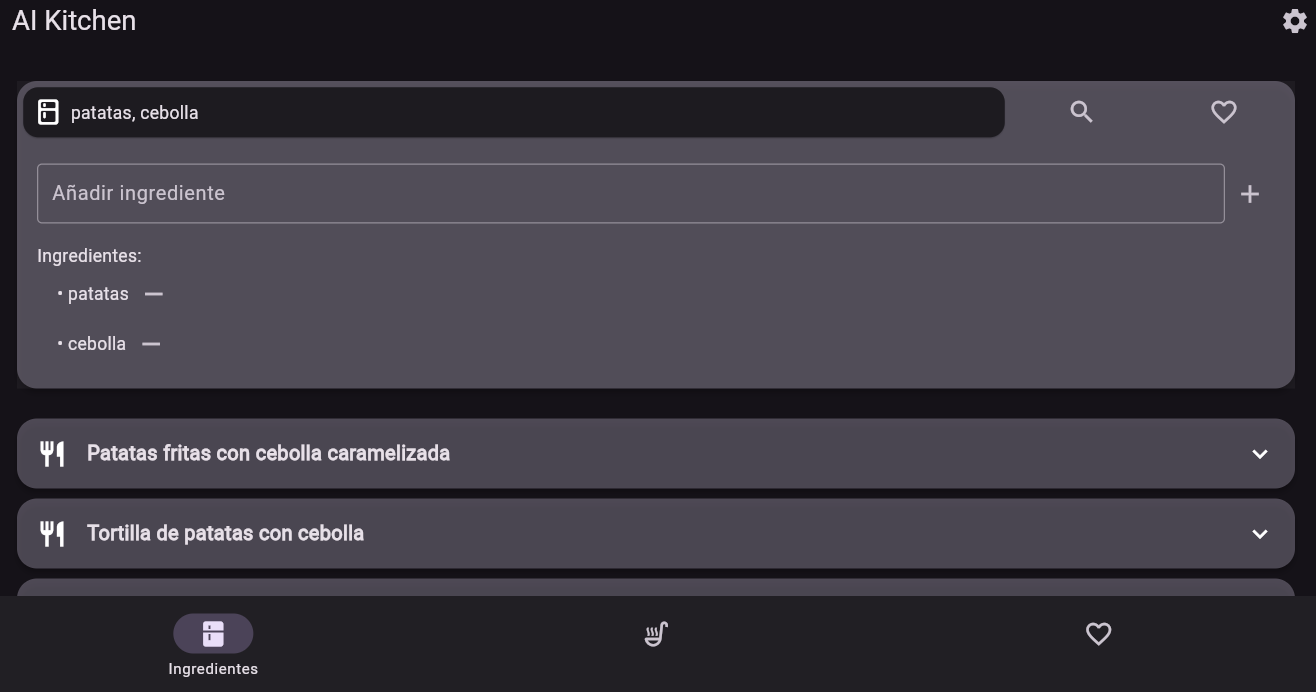 AI Kitchen
patatas, cebolla
Añadir ingrediente
Ingredientes:
• patatas
• cebolla
Patatas fritas con cebolla caramelizada
Tortilla de patatas con cebolla
Ingredientes